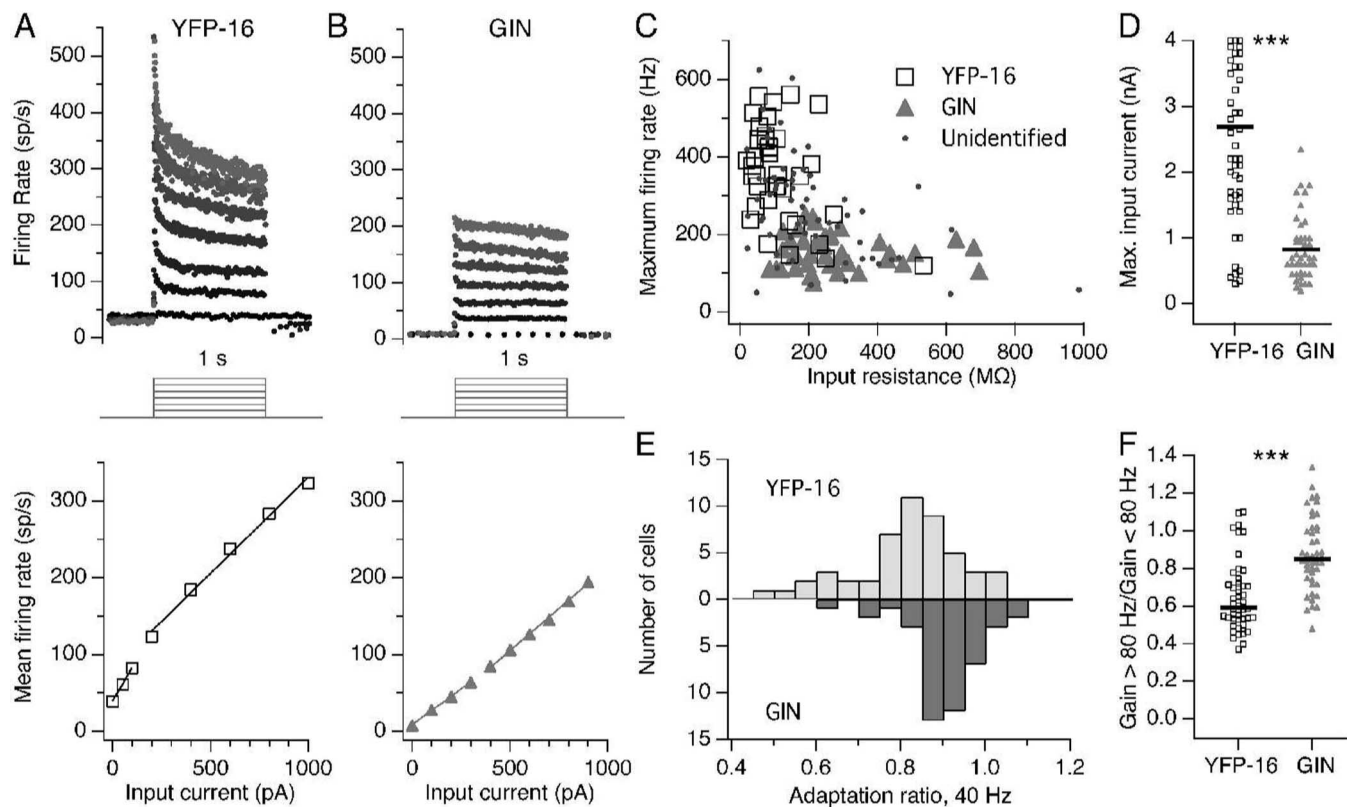 A
YFP-16
Firing Rate (sp/s)
500
400
300
200
100
0
1 s
Mean firing rate (sp/s)
300
200
100
0
0
500
1000
Input current (pA)
B
GIN
500
400
300
200
100
0
1 s
300
200
100
0
0
500
1000
Input current (pA)
C
Maximum firing rate (Hz)
600
400
200
0
YFP-16
GIN
Unidentified
0
200
400
600
800
1000
Input resistance (MΩ)
D
Max. input current (nA)
4
3
2
1
0
***
YFP-16 GIN
E
Number of cells
15
10
5
0
5
10
15
YFP-16
GIN
0.4
0.6
0.8
1.0
1.2
Adaptation ratio, 40 Hz
F
Gain > 80 Hz/Gain < 80 Hz
1.4
1.2
1.0
0.8
0.6
0.4
0.2
0.0
***
YFP-16 GIN